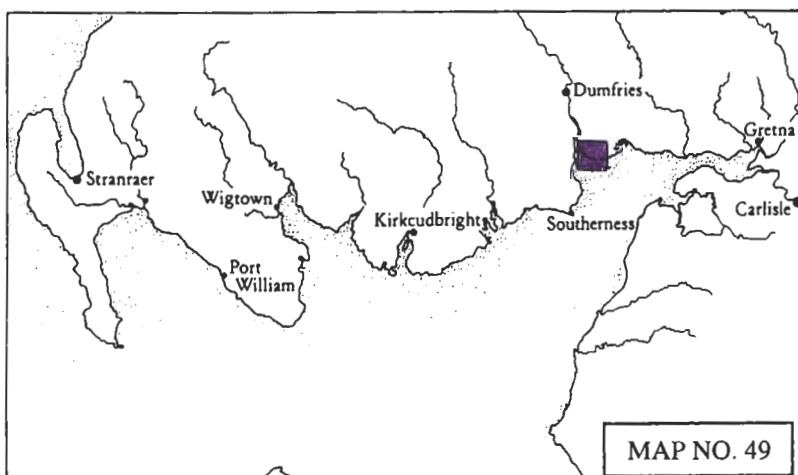 Dumfries
Gretna
Stranraer
Wigtown
Kirkcudbright
Southerness
Carlisle
Port
William
MAP NO. 49